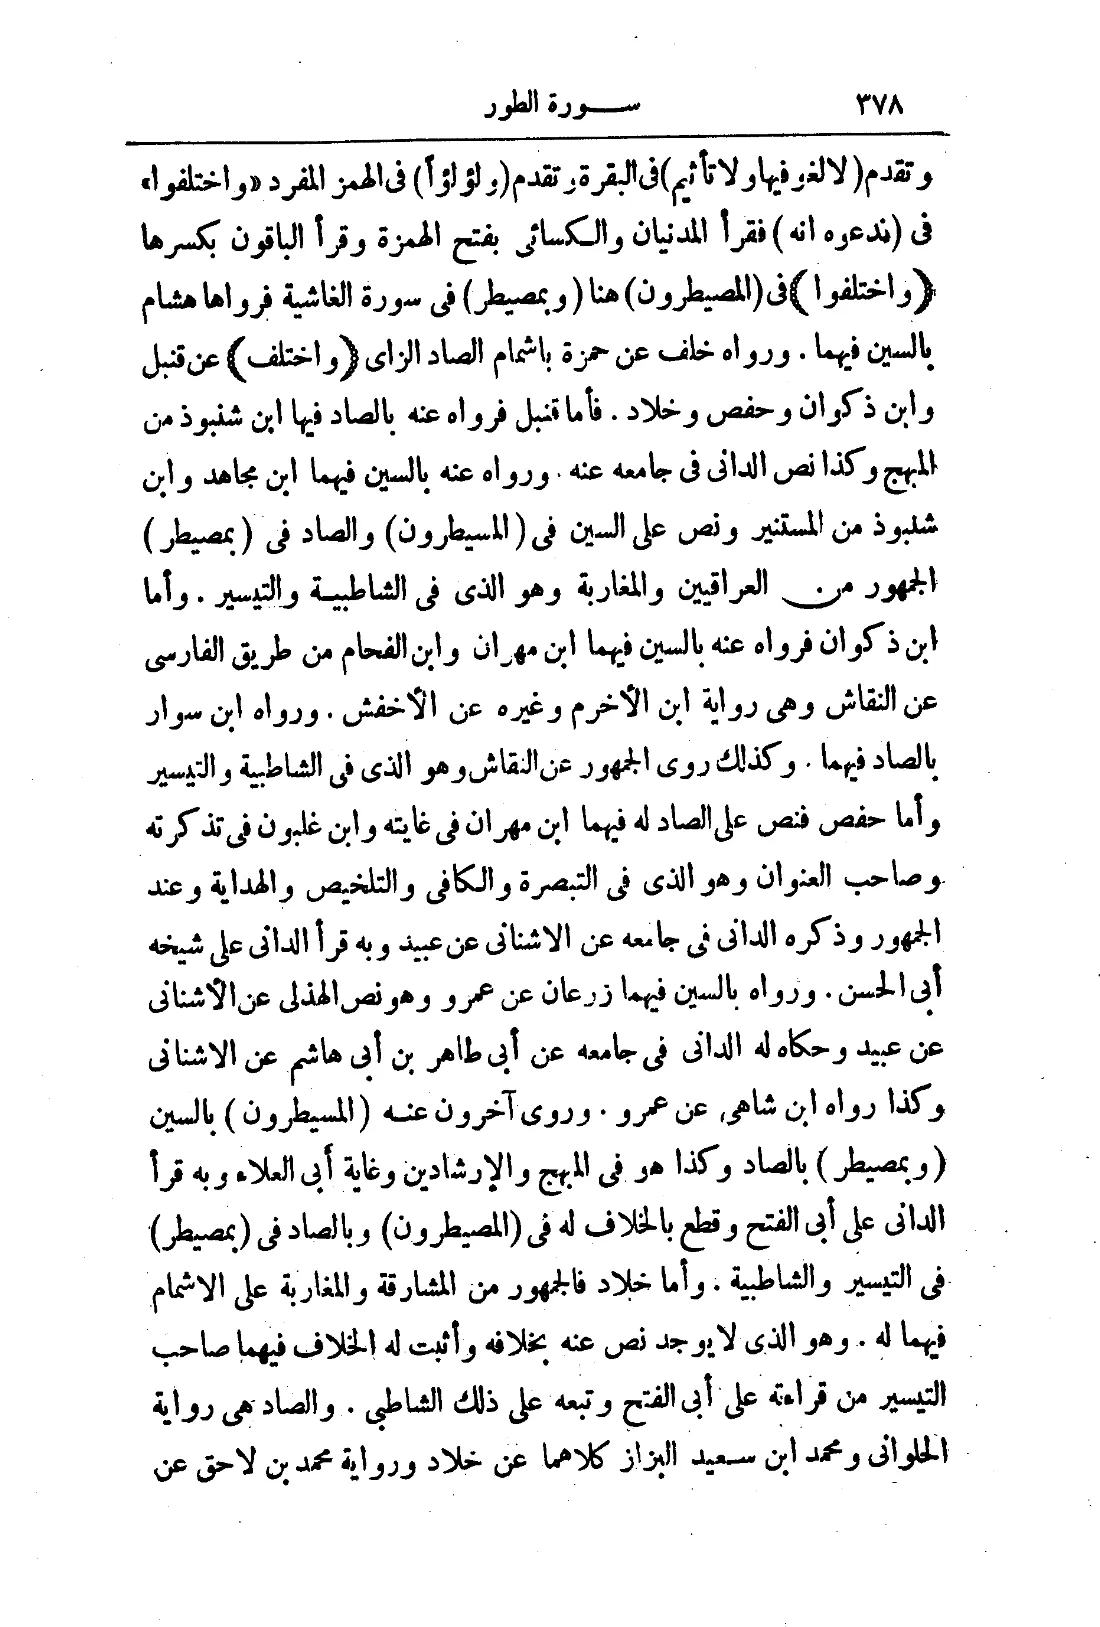 ٣٧٨ ســـورة الطور
وتقدم (لا لغو فيها ولا تأثيم) فى البقرة وتقدم (ولؤلؤاً) فى الهمز المفرد «واختلفوا»
فى (ندعوه انه) فقرأ المدنيان والكسائى بفتح الهمزة وقرأ الباقون بكسرها
(واختلفوا) فى (المصيطرون) هنا (وبمصيطر) فى سورة الغاشية فرواها هشام
بالسين فيهما . ورواه خلف عن حمزة باشمام الصاد الزاى (واختلف) عن قنبل
وابن ذكوان وحفص وخلاد . فأما قنبل فرواه عنه بالصاد فيها ابن شنبوذ من
المبهج وكذا نص الدانى فى جامعه عنه . ورواه عنه بالسين فيهما ابن مجاهد وابن
شنبوذ من المستنير ونص على السين فى (المسيطرون) والصاد فى (بمصيطر)
الجمهور من العراقيين والمغاربة وهو الذى فى الشاطبية والتيسير . وأما
ابن ذكوان فرواه عنه بالسين فيهما ابن مهران وابن الفحام من طريق الفارسى
عن النقاش وهى رواية ابن الأخرم وغيره عن الأخفش . ورواه ابن سوار
بالصاد فيهما . وكذلك روى الجمهور عن النقاش وهو الذى فى الشاطبية والتيسير
وأما حفص فنص على الصاد له فيهما ابن مهران فى غايته وابن غلبون فى تذكرته
وصاحب العنوان وهو الذى فى التبصرة والكافى والتلخيص والهداية وعند
الجمهور وذكره الدانى فى جامعه عن الاشنانى عن عبيد وبه قرأ الدانى على شيخه
أبى الحسن . ورواه بالسين فيهما زرعان عن عمرو وهو نص الهذلى عن الأشنانى
عن عبيد وحكاه له الدانى فى جامعه عن أبى طاهر بن أبى هاشم عن الاشنانى
وكذا رواه ابن شاهى عن عمرو . وروى آخرون عنه (المسيطرون) بالسين
(وبمصيطر) بالصاد وكذا هو فى المبهج والإرشادين وغاية أبى العلاء وبه قرأ
الدانى على أبى الفتح وقطع بالخلاف له فى (المصيطرون) وبالصاد فى (بمصيطر)
فى التيسير والشاطبية . وأما خلاد فالجمهور من المشارقة والمغاربة على الاشمام
فيهما له . وهو الذى لا يوجد نص عنه بخلافه وأثبت له الخلاف فيهما صاحب
التيسير من قراءته على أبى الفتح وتبعه على ذلك الشاطبى . والصاد هى رواية
الحلوانى ومحمد ابن سعيد البزاز كلاهما عن خلاد ورواية محمد بن لاحق عن